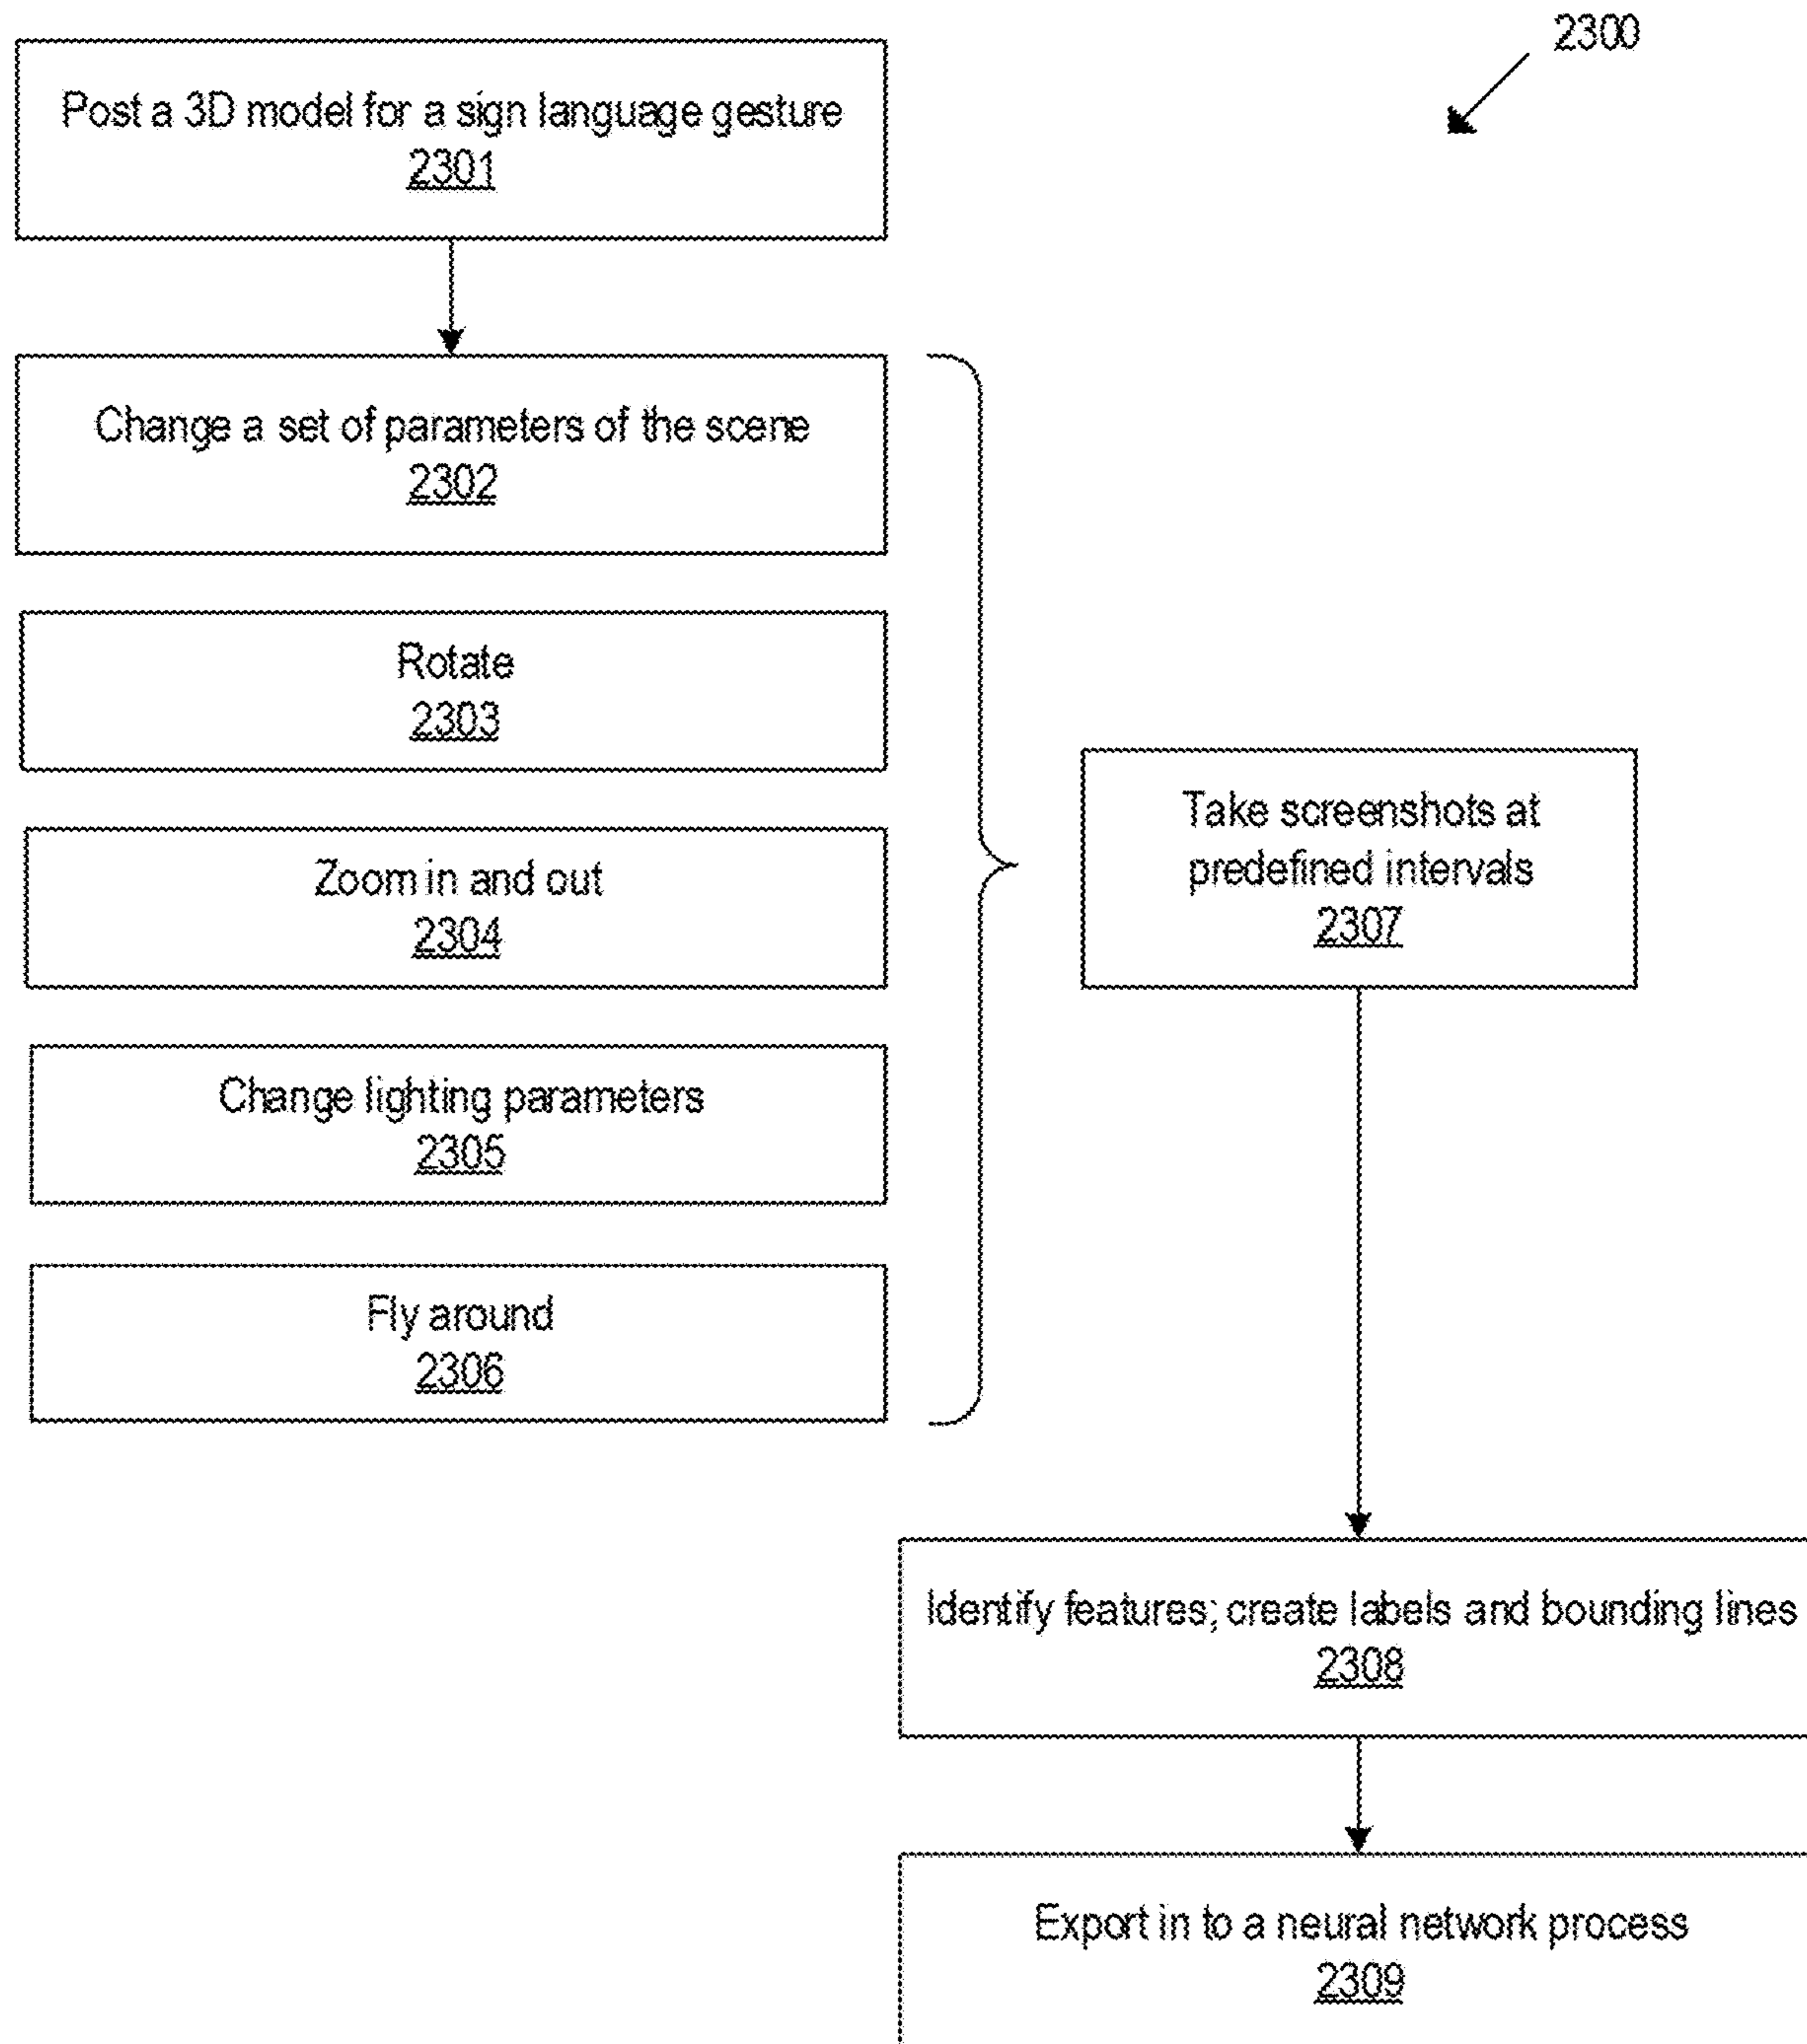 2300
Post a 3D model for a sign language gesture
2301
Change a set of parameters of the scene
2302
Rotate
2303
Zoom in and out
2304
Change lighting parameters
2305
Fly around
2306
Take screenshots at
predefined intervals
2307
Identify features; create labels and bounding lines
2308
Export in to a neural network process
2309